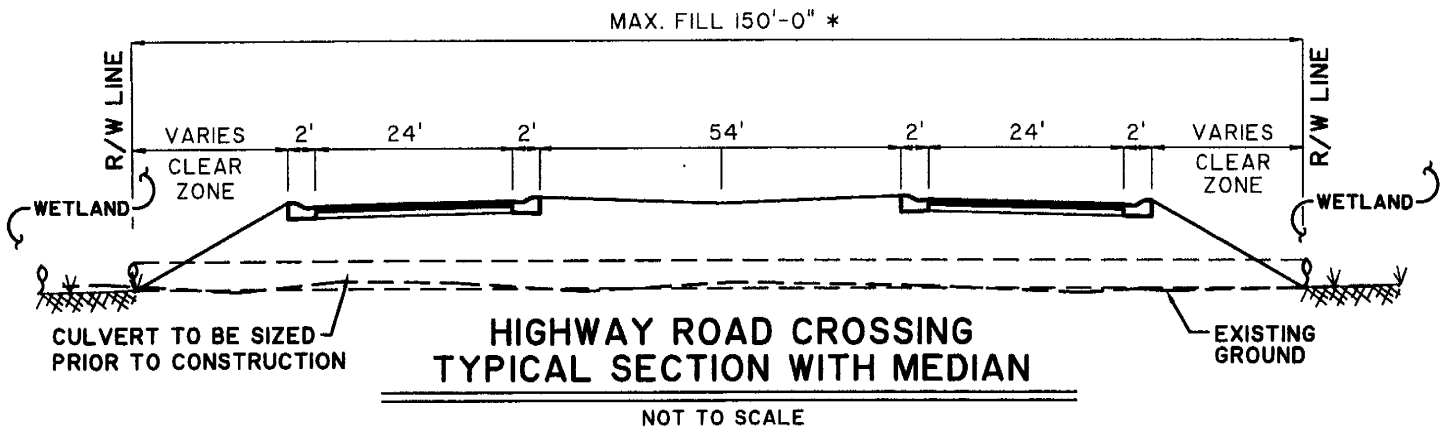 MAX. FILL 150'-0" *
R/W LINE
VARIES
2'
24'
2'
54'
2'
24'
2'
VARIES
R/W LINE
CLEAR
ZONE
CLEAR
ZONE
WETLAND
WETLAND
CULVERT TO BE SIZED
PRIOR TO CONSTRUCTION
HIGHWAY ROAD CROSSING
TYPICAL SECTION WITH MEDIAN
EXISTING
GROUND
NOT TO SCALE